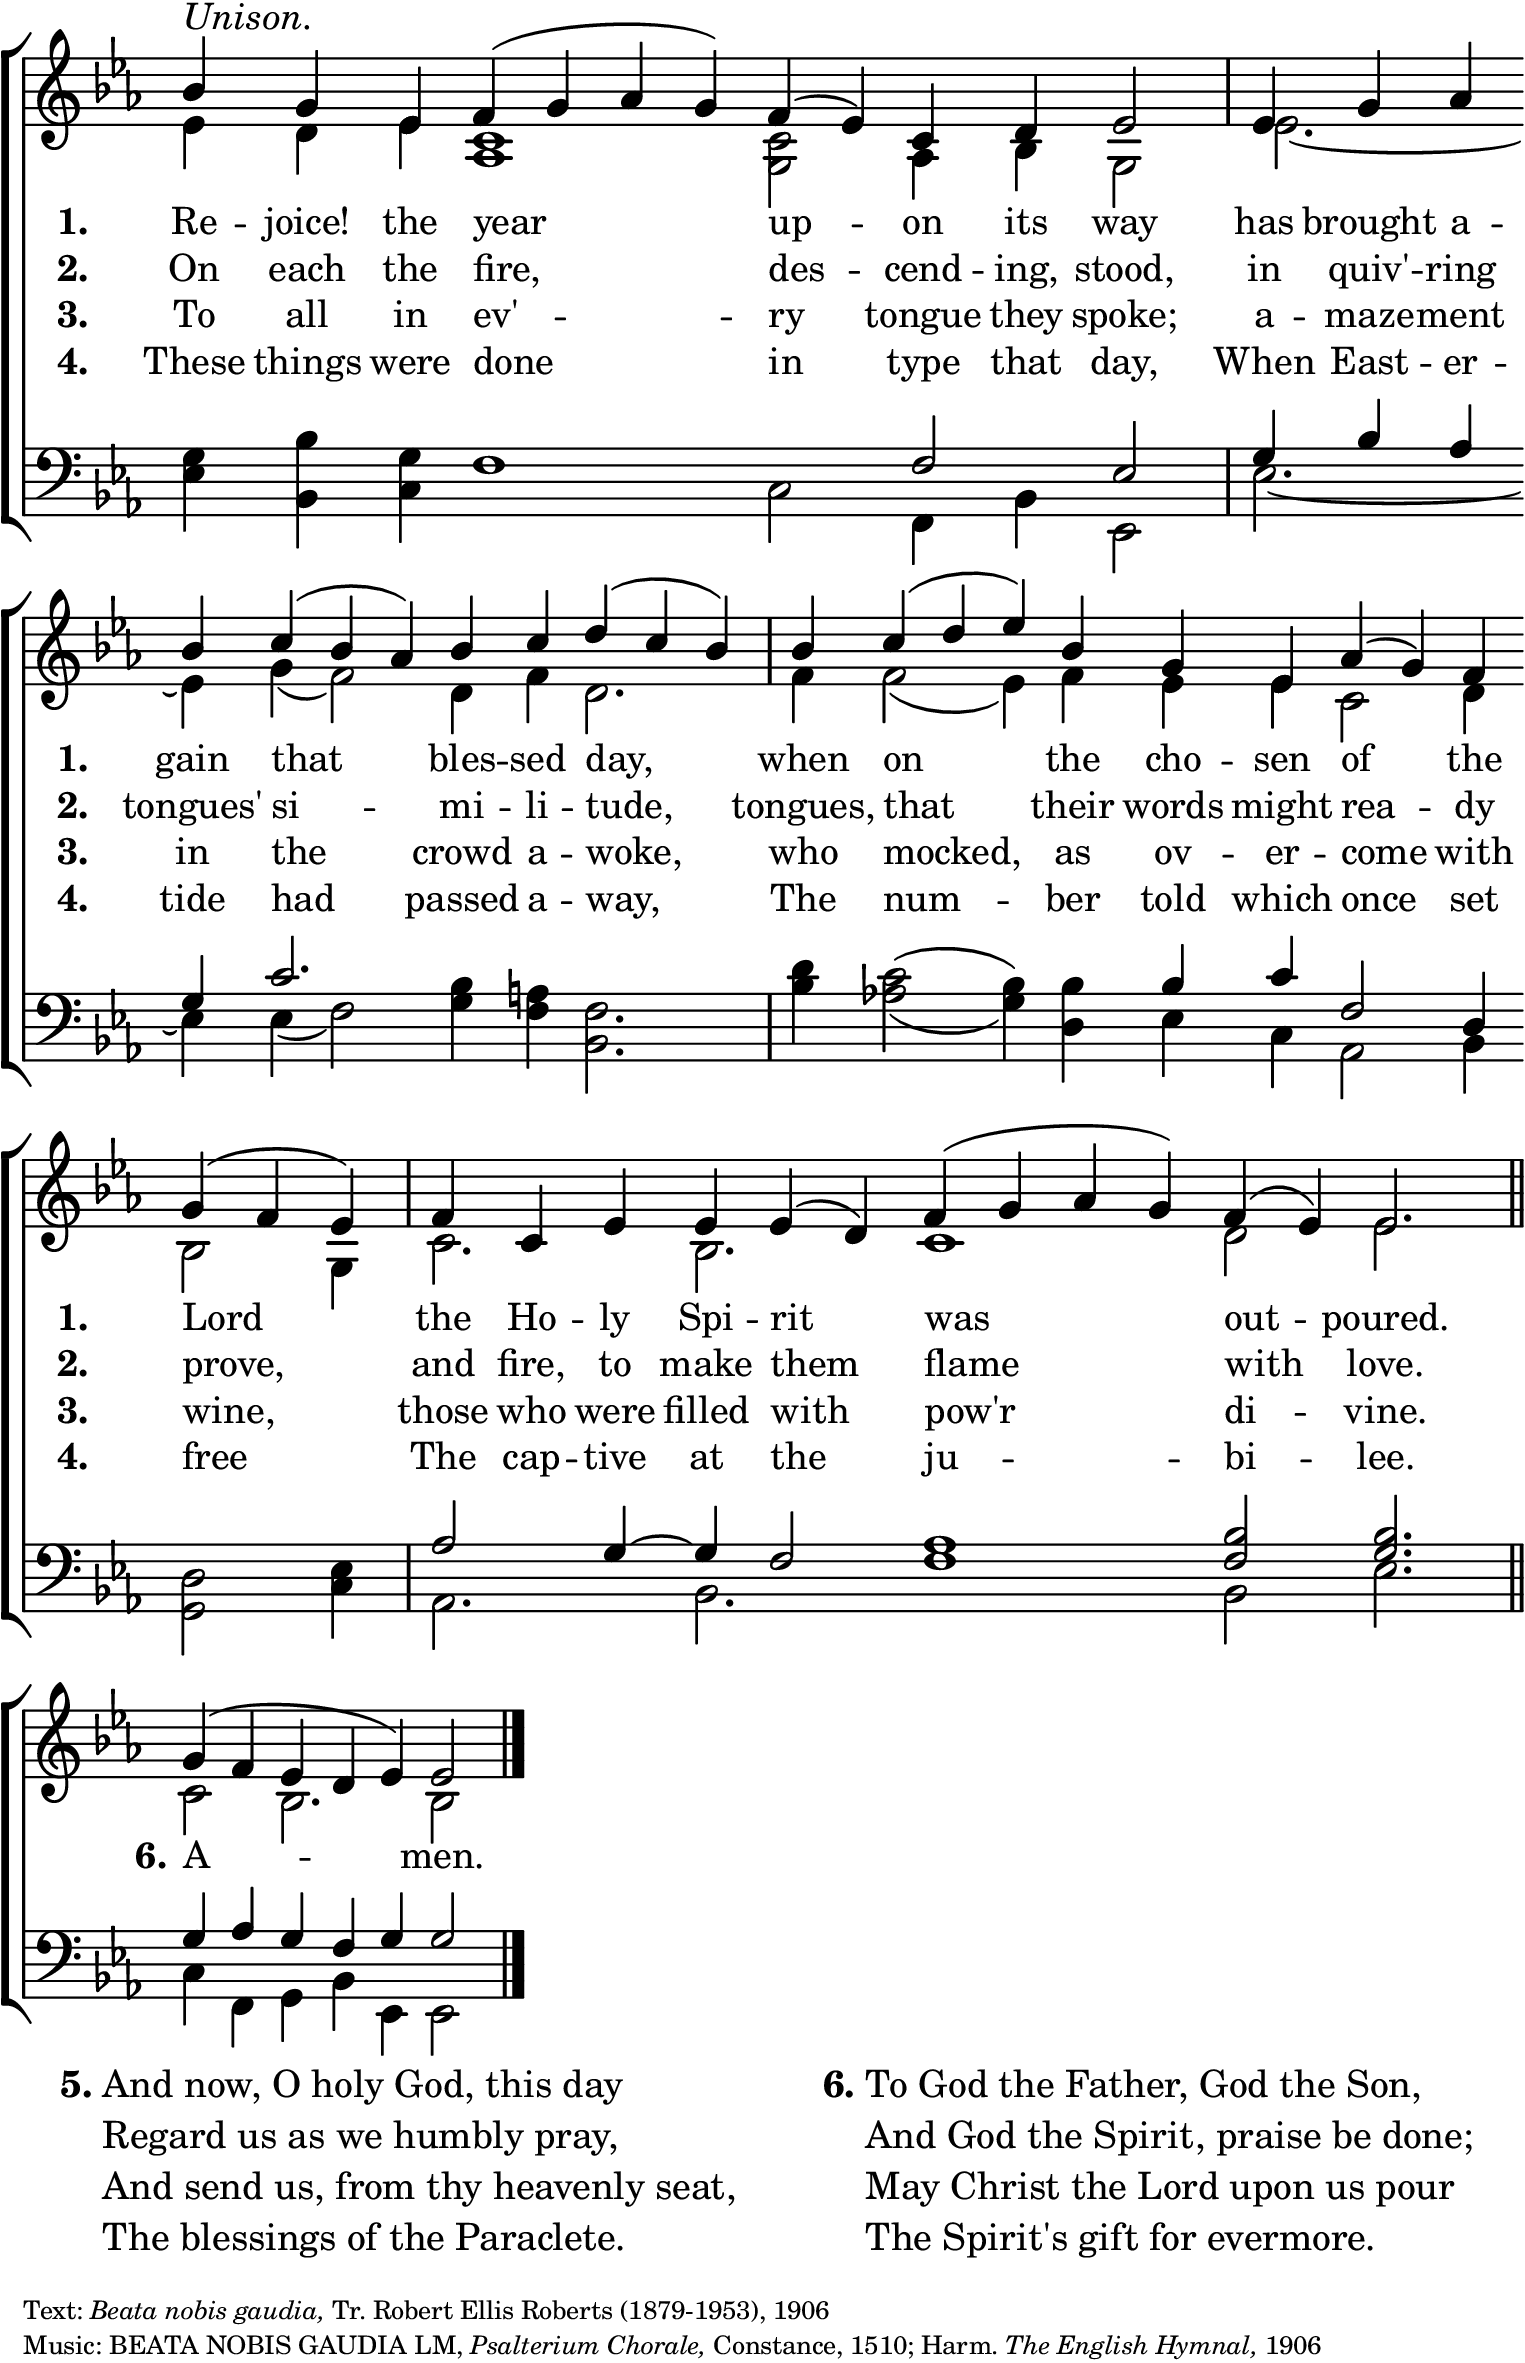 Unison.
1. Re -- joice! the year up -- on its way has brought a --
2. On each the fire, des -- cend -- ing, stood, in quiv' -- ring
3. To all in ev' -- -- ry tongue they spoke; a -- mazement
4. These things were done in type that day, When East -- er --
1. gain that bles -- sed day, when on the cho -- sen of the
2. tongues' si -- mi -- li -- tude, tongues, that their words might rea -- dy
3. in the crowd a -- woke, who mocked, as ov -- er -- come with
4. tide had passed a -- way, The num -- ber told which once set
1. Lord the Ho -- ly Spi -- rit was out -- poured.
2. prove, and fire, to make them flame with love.
3. wine, those who were filled with pow'r di -- vine.
4. free The cap -- tive at the ju -- -- bi -- lee.
6. A -- men.
5. And now, O holy God, this day
Regard us as we humbly pray,
And send us, from thy heavenly seat,
The blessings of the Paraclete.
6. To God the Father, God the Son,
And God the Spirit, praise be done;
May Christ the Lord upon us pour
The Spirit's gift for evermore.
Text: Beata nobis gaudia, Tr. Robert Ellis Roberts (1879-1953), 1906
Music: BEATA NOBIS GAUDIA LM, Psalterium Chorale, Constance, 1510; Harm. The English Hymnal, 1906